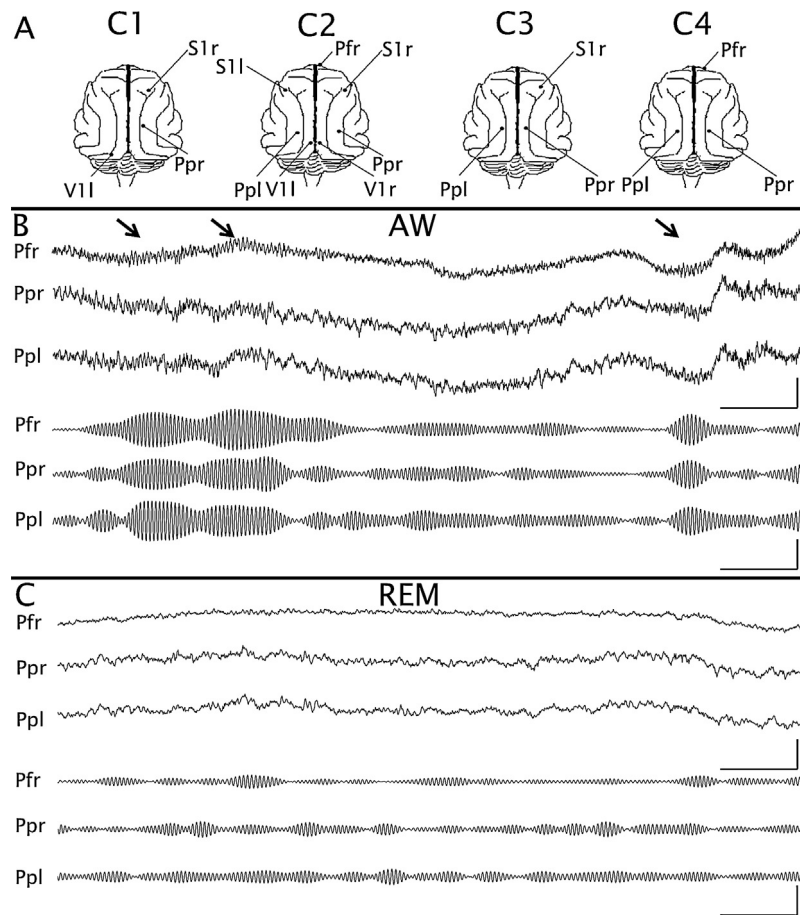 A C1 C2 C3 C4
Pfr Pfr
S1r S1l S1r S1r
Ppr Ppr
V1l Ppl V1l V1r Ppl Ppr Ppl Ppr
B AW
Pfr
Ppr
Ppl
Pfr
Ppr
Ppl
C REM
Pfr
Ppr
Ppl
Pfr
Ppr
Ppl